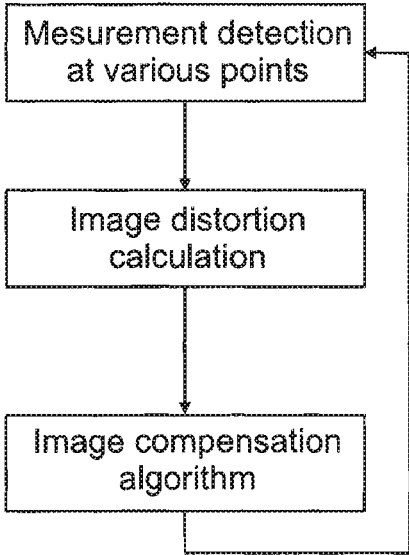 Mesurement detection
at various points
Image distortion
calculation
Image compensation
algorithm